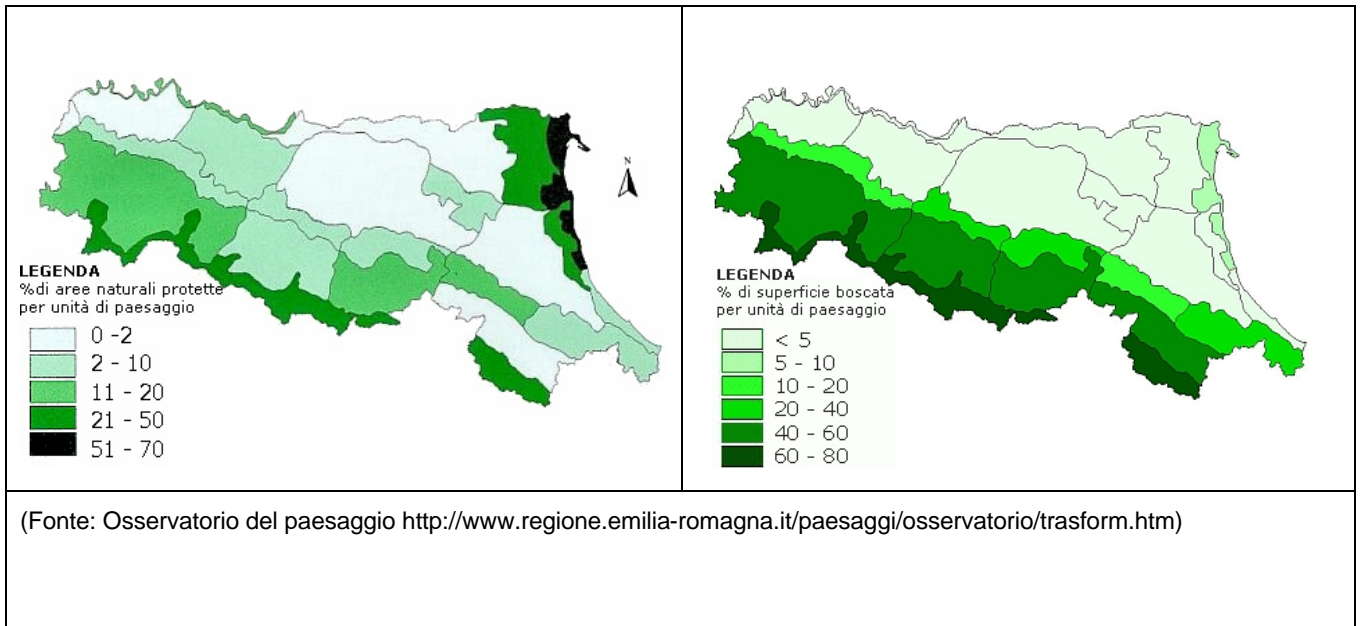 N
LEGENDA
%di aree naturali protette
per unità di paesaggio
0 -2
2 - 10
11 - 20
21 - 50
51 - 70
LEGENDA
% di superficie boscata
per unità di paesaggio
< 5
5 - 10
10 - 20
20 - 40
40 - 60
60 - 80
(Fonte: Osservatorio del paesaggio http://www.regione.emilia-romagna.it/paesaggi/osservatorio/trasform.htm)